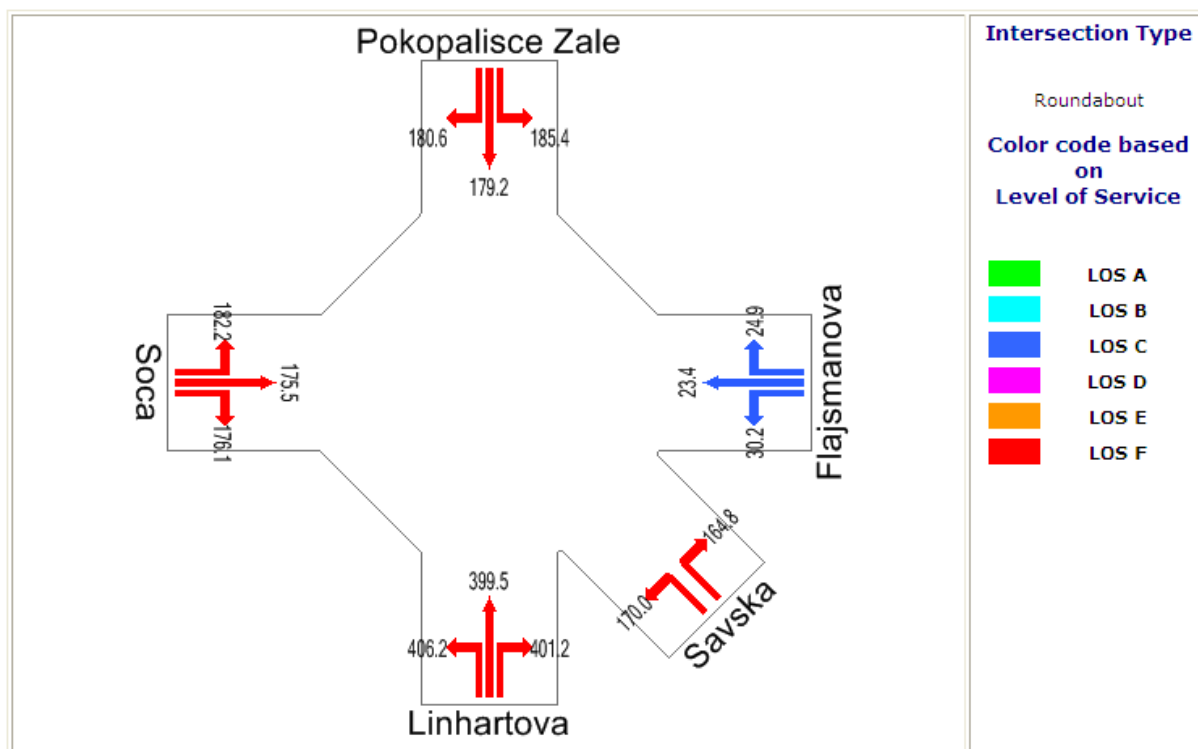 Pokopalisce Zale
180.6
185.4
179.2
Soca
182.2
175.5
176.1
24.9
23.4
30.2
Flajsmanova
164.8
170.0
Savska
399.5
406.2
401.2
Linhartova
Intersection Type
Roundabout
Color code based
on
Level of Service
LOS A
LOS B
LOS C
LOS D
LOS E
LOS F